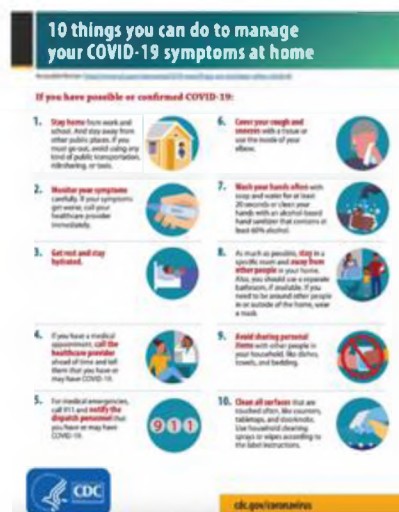 10 things you can do to manage
your COVID-19 symptoms at home
If you have possible or confirmed COVID-19:
1. Stay home from work and
school. And stay away from
other public places. If you
must go out, avoid using any
kind of public transportation,
ridesharing, or taxis.
2. Monitor your symptoms
carefully. If your symptoms
get worse, call your
healthcare provider
immediately.
3. Get rest and stay
hydrated.
4. If you have a medical
appointment, call the
healthcare provider
ahead of time and tell
them that you have or
may have COVID-19.
5. For medical emergencies,
call 911 and notify the
dispatch personnel that
you have or may have
COVID-19.
911
6. Cover your cough and
sneezes with a tissue or
use the inside of your
elbow.
7. Wash your hands often with
soap and water for at least
20 seconds or clean your
hands with an alcohol-based
hand sanitizer that contains at
least 60% alcohol.
8. As much as possible, stay in a
specific room and away from
other people in your home.
Also, you should use a separate
bathroom, if available. If you
need to be around other people
in or outside of the home, wear
a mask.
9. Avoid sharing personal
items with other people in
your household, like dishes,
towels, and bedding.
10. Clean all surfaces that are
touched often, like counters,
tabletops, and doorknobs.
Use household cleaning
sprays or wipes according to
the label instructions.
CDC
cdc.gov/coronavirus